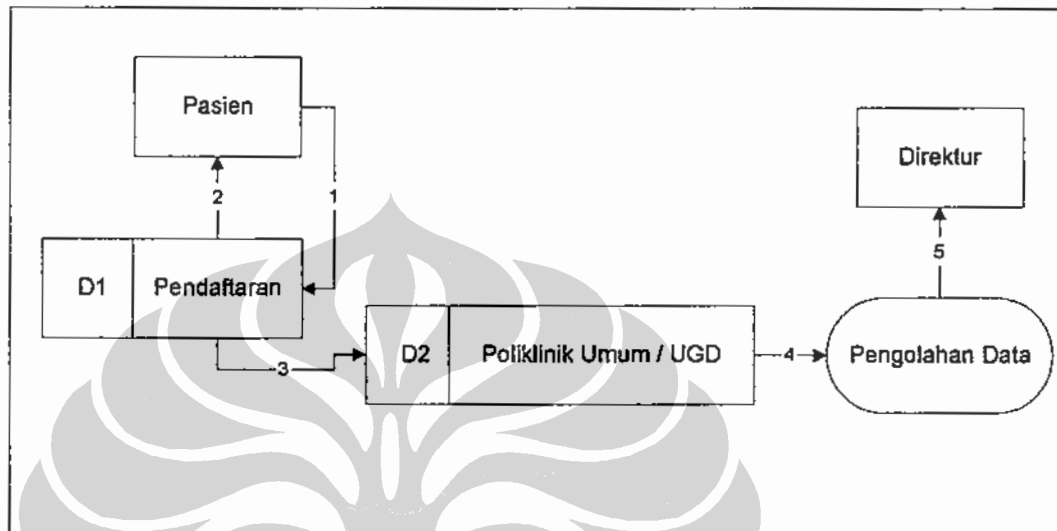 Pasien
Direktur
2
1
5
D1 Pendaftaran
3
D2 Poliklinik Umum / UGD
4
Pengolahan Data